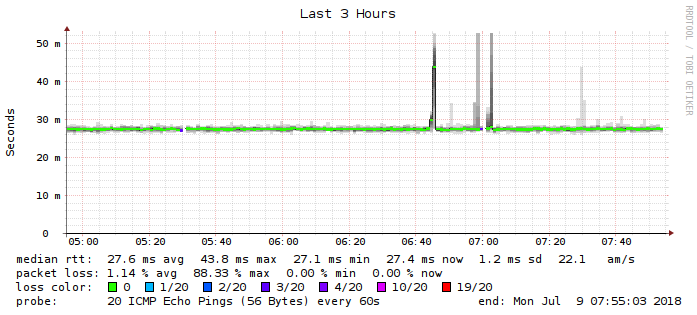 Last 3 Hours
RRDTOOL / TOBI OETIKER
Seconds
50 m
40 m
30 m
20 m
10 m
0
05:00 05:20 05:40 06:00 06:20 06:40 07:00 07:20 07:40
median rtt: 27.6 ms avg 43.8 ms max 27.1 ms min 27.4 ms now 1.2 ms sd 22.1 am/s
packet loss: 1.14 % avg 88.33 % max 0.00 % min 0.00 % now
loss color: 0 1/20 2/20 3/20 4/20 10/20 19/20
probe: 20 ICMP Echo Pings (56 Bytes) every 60s end: Mon Jul 9 07:55:03 2018